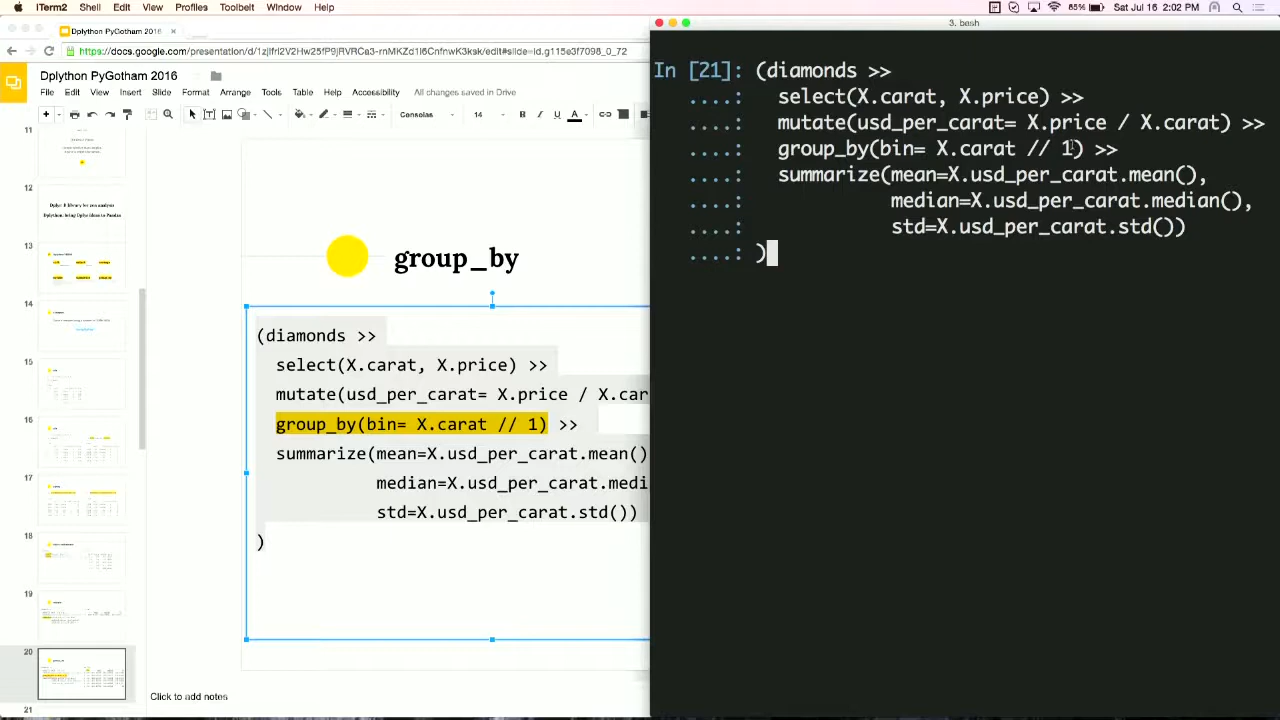 iTerm2 Shell Edit View Profiles Toolbelt Window Help
65% Sat Jul 16 2:02 PM
Dplython PyGotham 2016
Dplython PyGotham 2016
File Edit View Insert Slide Format Arrange Tools Table Help Accessibility All changes saved in Drive
Consolas 14 B I U A
11
12
13
14
15
16
17
18
19
20
21
group_by
(diamonds >>
select(X.carat, X.price) >>
mutate(usd_per_carat= X.price / X.car
group_by(bin= X.carat // 1) >>
summarize(mean=X.usd_per_carat.mean()
median=X.usd_per_carat.medi
std=X.usd_per_carat.std())
)
Click to add notes
3. bash
In [21]: (diamonds >>
....: select(X.carat, X.price) >>
....: mutate(usd_per_carat= X.price / X.carat) >>
....: group_by(bin= X.carat // 1) >>
....: summarize(mean=X.usd_per_carat.mean(),
....: median=X.usd_per_carat.median(),
....: std=X.usd_per_carat.std())
....: )